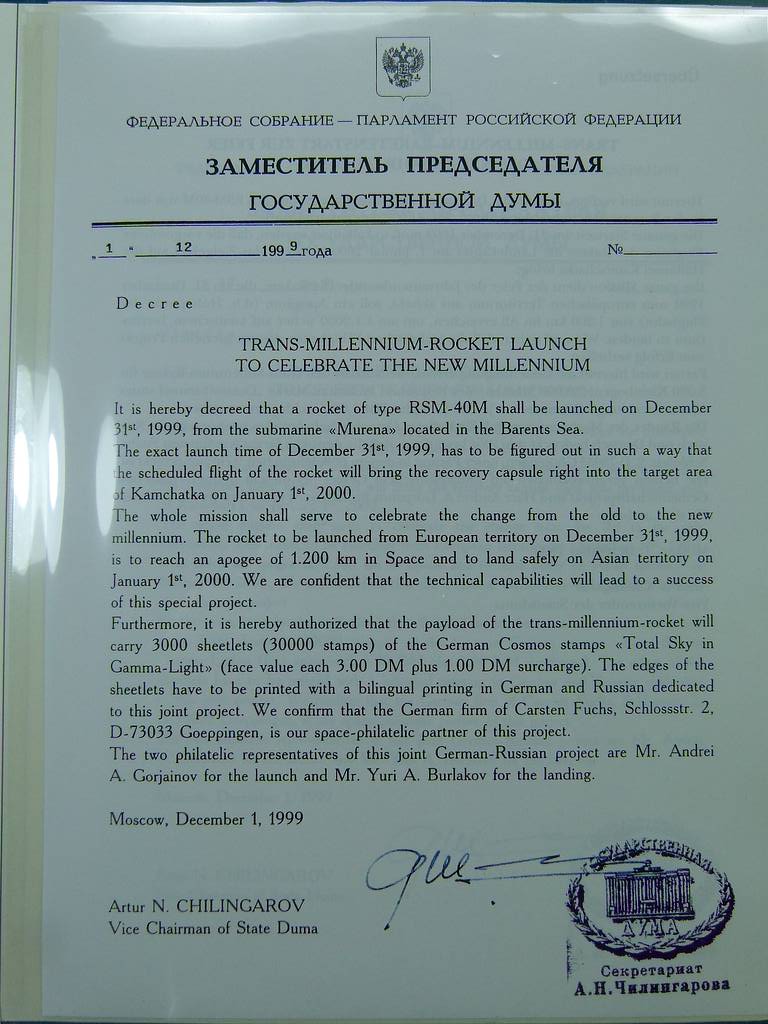 ФЕДЕРАЛЬНОЕ СОБРАНИЕ — ПАРЛАМЕНТ РОССИЙСКОЙ ФЕДЕРАЦИИ
ЗАМЕСТИТЕЛЬ ПРЕДСЕДАТЕЛЯ
ГОСУДАРСТВЕННОЙ ДУМЫ
„ 1 “ 12 1999 года №
Decree
TRANS-MILLENNIUM-ROCKET LAUNCH
TO CELEBRATE THE NEW MILLENNIUM
It is hereby decreed that a rocket of type RSM-40M shall be launched on December
31st, 1999, from the submarine «Murena» located in the Barents Sea.
The exact launch time of December 31st, 1999, has to be figured out in such a way that
the scheduled flight of the rocket will bring the recovery capsule right into the target area
of Kamchatka on January 1st, 2000.
The whole mission shall serve to celebrate the change from the old to the new
millennium. The rocket to be launched from European territory on December 31st, 1999,
is to reach an apogee of 1.200 km in Space and to land safely on Asian territory on
January 1st, 2000. We are confident that the technical capabilities will lead to a success
of this special project.
Furthermore, it is hereby authorized that the payload of the trans-millennium-rocket will
carry 3000 sheetlets (30000 stamps) of the German Cosmos stamps «Total Sky in
Gamma-Light» (face value each 3.00 DM plus 1.00 DM surcharge). The edges of the
sheetlets have to be printed with a bilingual printing in German and Russian dedicated
to this joint project. We confirm that the German firm of Carsten Fuchs, Schlossstr. 2,
D-73033 Goeppingen, is our space-philatelic partner of this project.
The two philatelic representatives of this joint German-Russian project are Mr. Andrei
A. Gorjainov for the launch and Mr. Yuri A. Burlakov for the landing.
Moscow, December 1, 1999
Artur N. CHILINGAROV
Vice Chairman of State Duma
ГОСУДАРСТВЕННАЯ
ДУМА
Секретариат
А.Н.Чилингарова